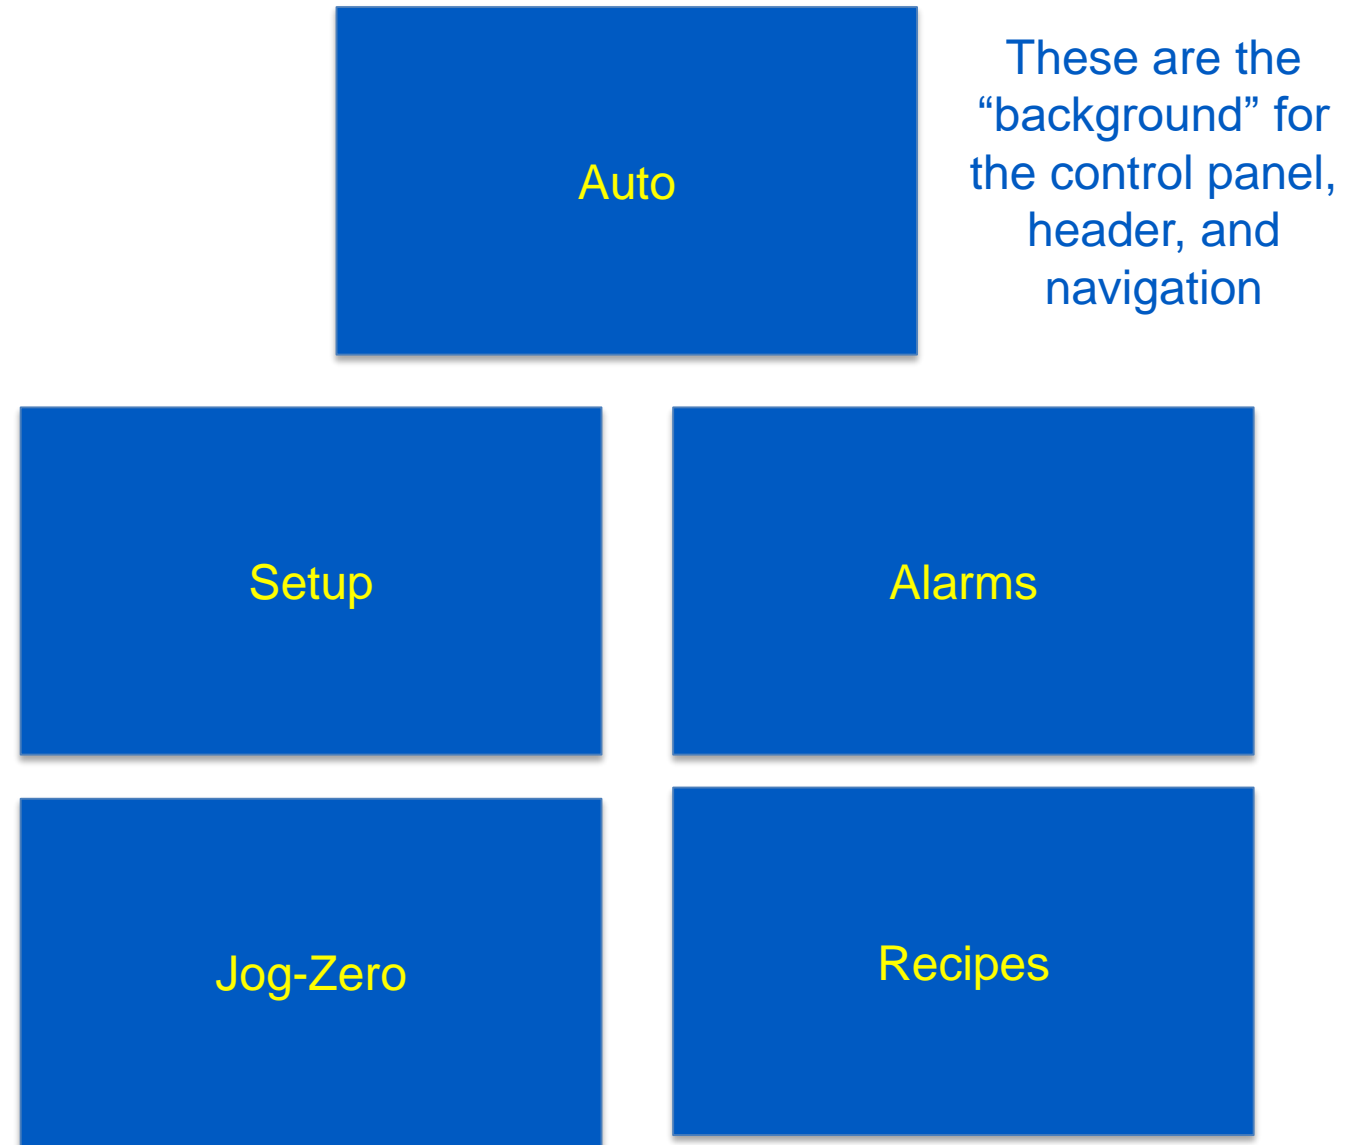 Auto
These are the
“background” for
the control panel,
header, and
navigation
Setup
Alarms
Jog-Zero
Recipes